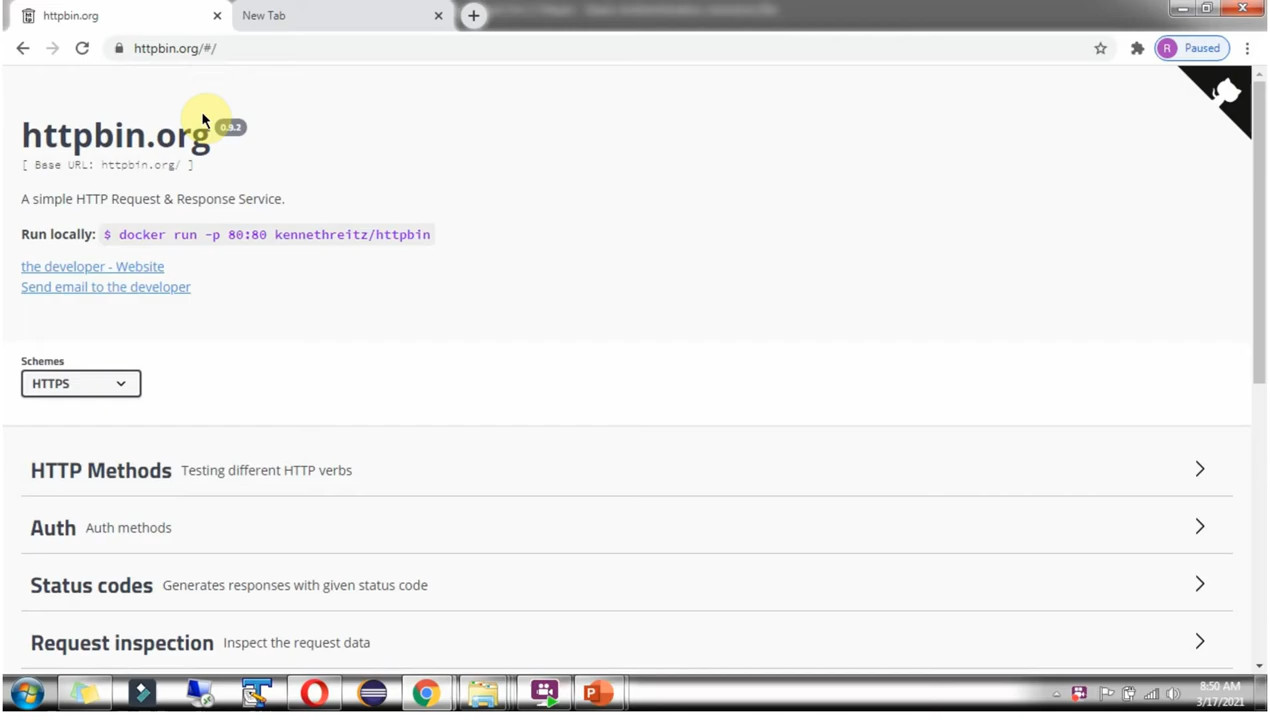 httpbin.org
New Tab
httpbin.org/#/
R Paused
httpbin.org 0.9.2
[ Base URL: httpbin.org/ ]
A simple HTTP Request & Response Service.
Run locally: $ docker run -p 80:80 kennethreitz/httpbin
the developer - Website
Send email to the developer
Schemes
HTTPS
HTTP Methods Testing different HTTP verbs
Auth Auth methods
Status codes Generates responses with given status code
Request inspection Inspect the request data
8:50 AM
3/17/2021